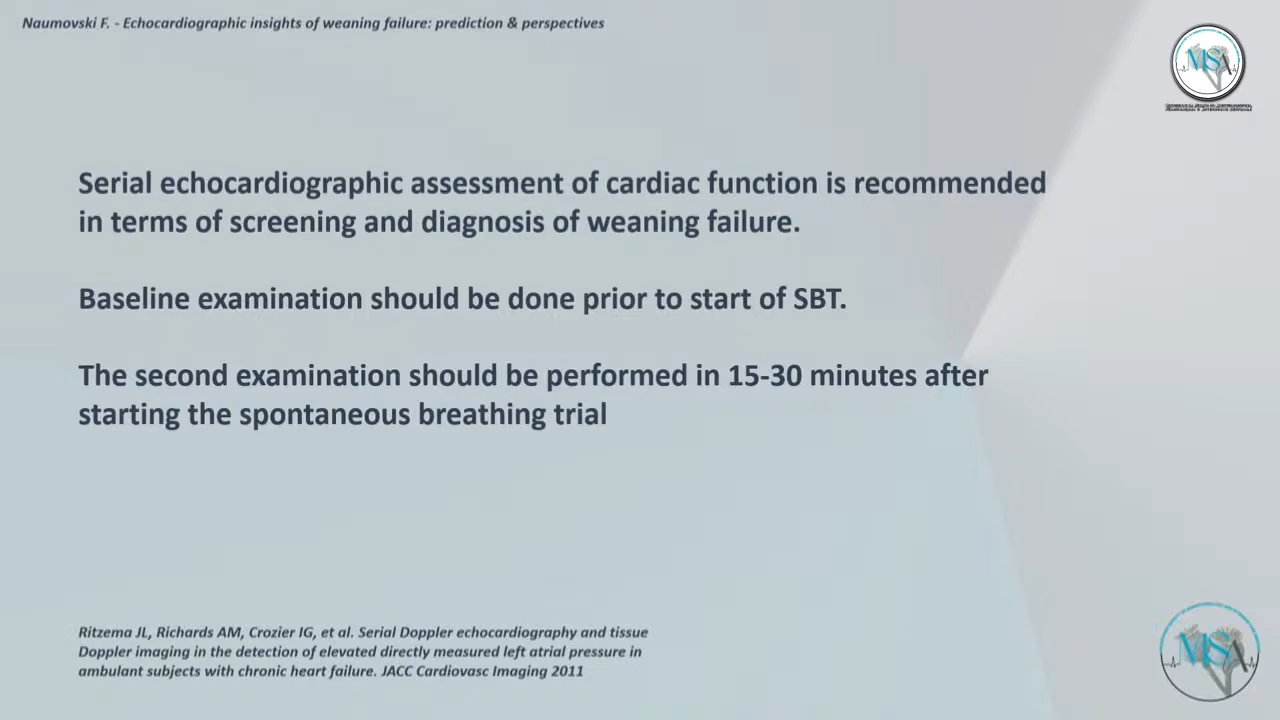 Naumovski F. - Echocardiographic insights of weaning failure: prediction & perspectives
MSA
Serial echocardiographic assessment of cardiac function is recommended
in terms of screening and diagnosis of weaning failure.
Baseline examination should be done prior to start of SBT.
The second examination should be performed in 15-30 minutes after
starting the spontaneous breathing trial
Ritzema JL, Richards AM, Crozier IG, et al. Serial Doppler echocardiography and tissue
Doppler imaging in the detection of elevated directly measured left atrial pressure in
ambulant subjects with chronic heart failure. JACC Cardiovasc Imaging 2011
MSA